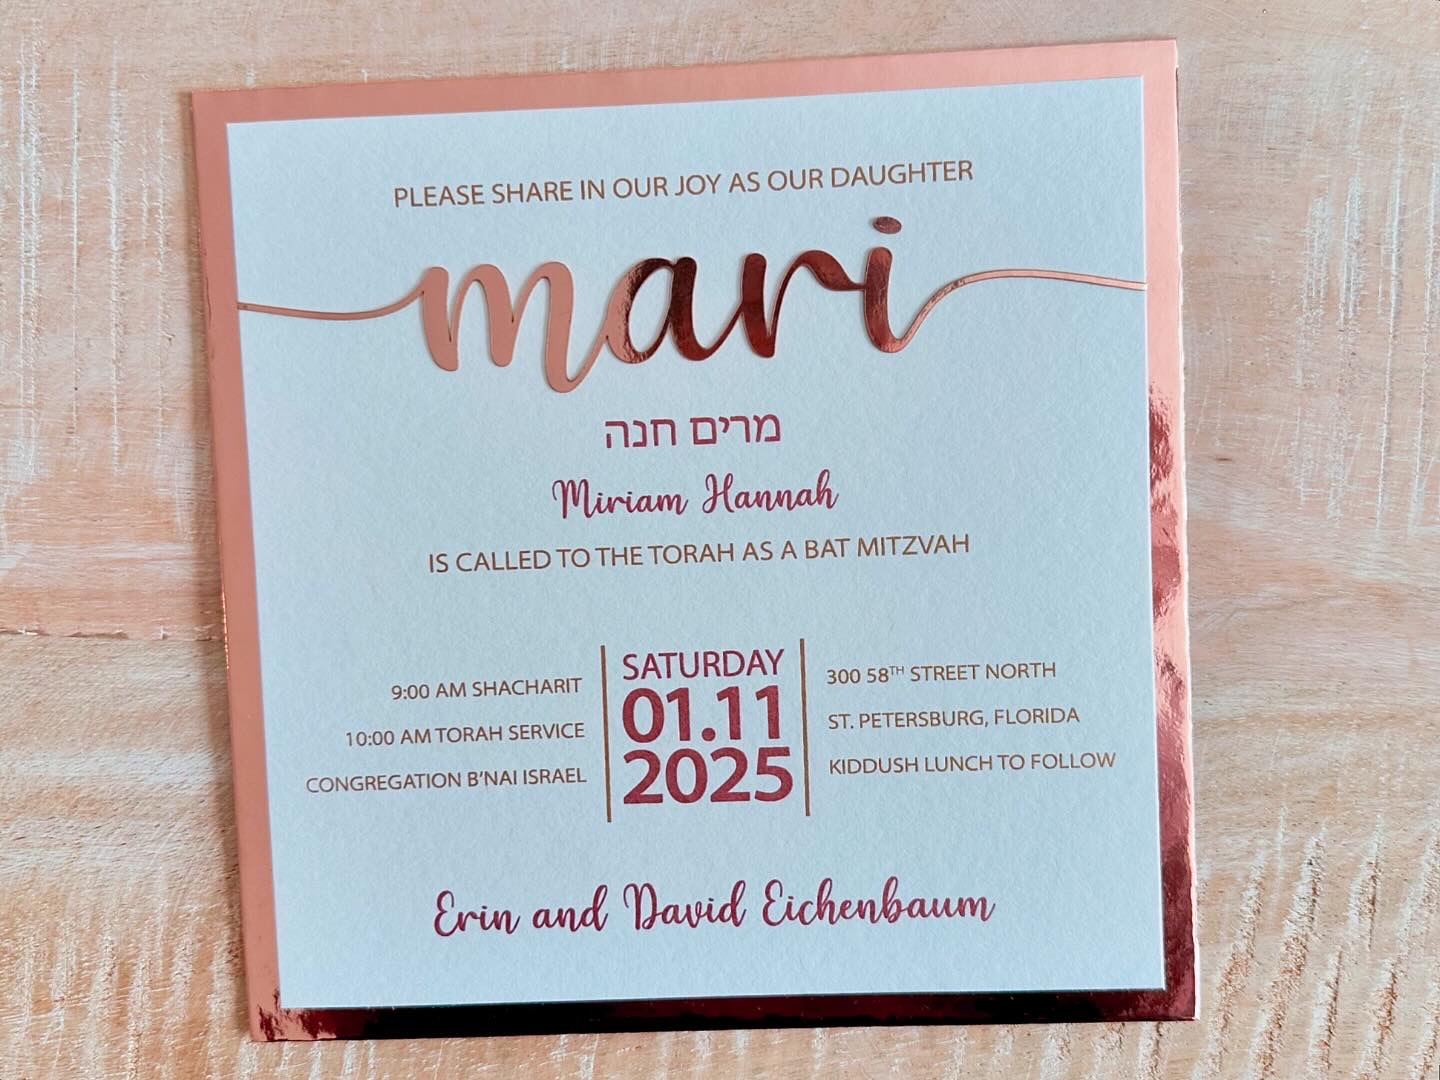 PLEASE SHARE IN OUR JOY AS OUR DAUGHTER
mari
מרים חנה
Miriam Hannah
IS CALLED TO THE TORAH AS A BAT MITZVAH
9:00 AM SHACHARIT
10:00 AM TORAH SERVICE
CONGREGATION B'NAI ISRAEL
SATURDAY
01.11
2025
300 58TH STREET NORTH
ST. PETERSBURG, FLORIDA
KIDDUSH LUNCH TO FOLLOW
Erin and David Eichenbaum